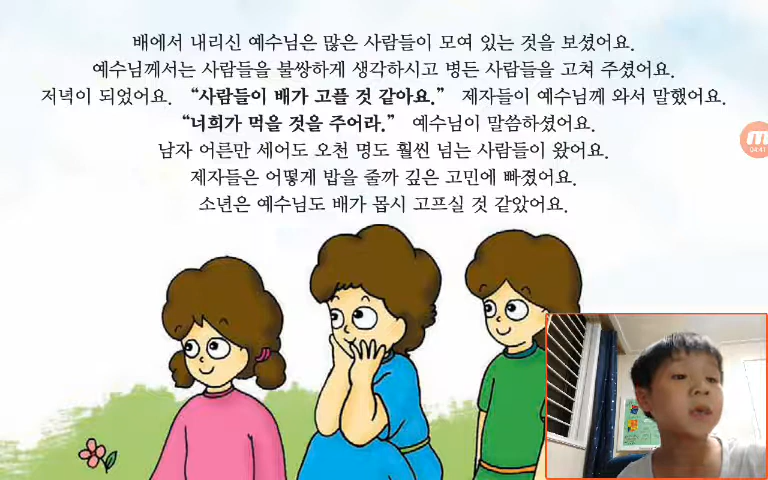 배에서 내리신 예수님은 많은 사람들이 모여 있는 것을 보셨어요.
예수님께서는 사람들을 불쌍하게 생각하시고 병든 사람들을 고쳐 주셨어요.
저녁이 되었어요. “사람들이 배가 고플 것 같아요.” 제자들이 예수님께 와서 말했어요.
“너희가 먹을 것을 주어라.” 예수님이 말씀하셨어요.
남자 어른만 세어도 오천 명도 훨씬 넘는 사람들이 왔어요.
제자들은 어떻게 밥을 줄까 깊은 고민에 빠졌어요.
소년은 예수님도 배가 몹시 고프실 것 같았어요.
04:41